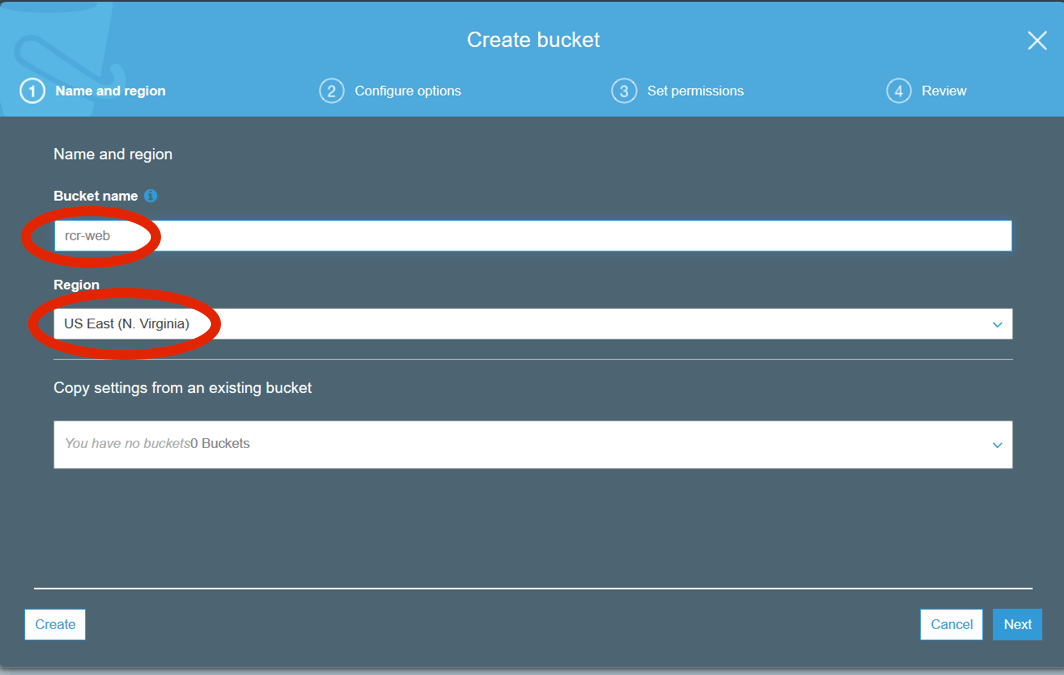 Create bucket
1 Name and region 2 Configure options 3 Set permissions 4 Review
Name and region
Bucket name i
rcr-web
Region
US East (N. Virginia)
Copy settings from an existing bucket
You have no buckets0 Buckets
Create Cancel Next